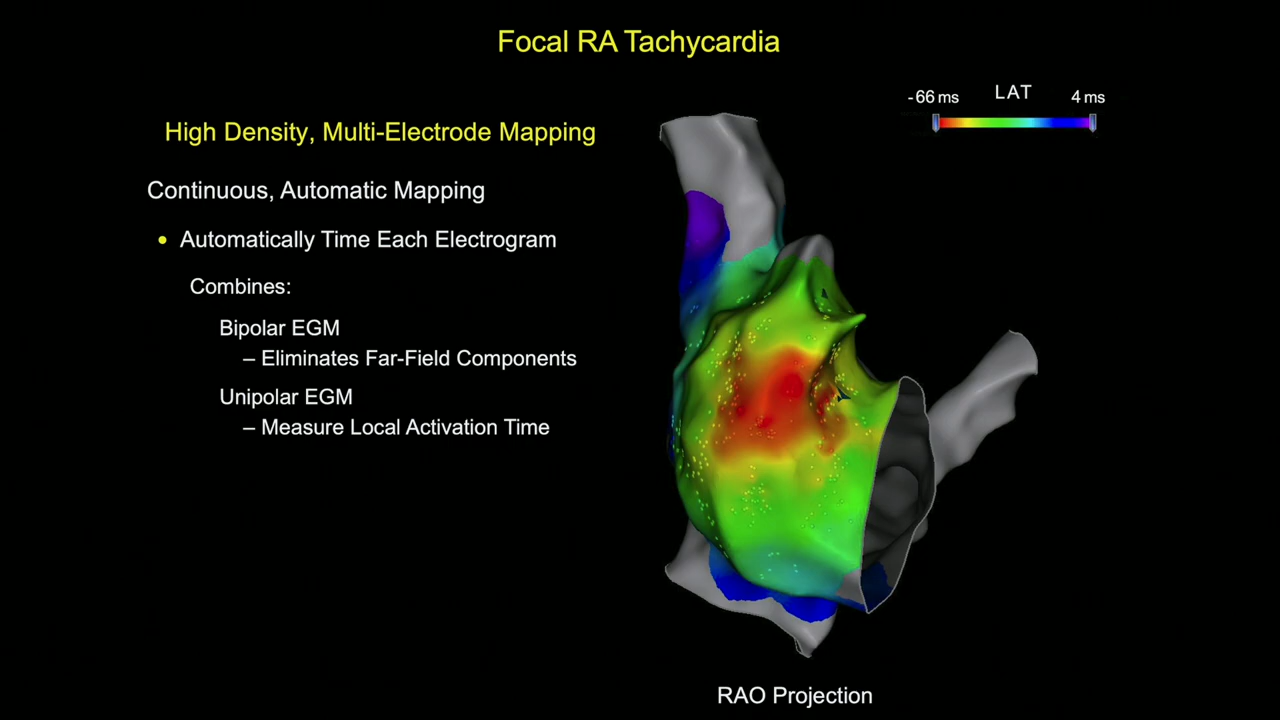 Focal RA Tachycardia
High Density, Multi-Electrode Mapping
-66 ms LAT 4 ms
Continuous, Automatic Mapping
• Automatically Time Each Electrogram
Combines:
Bipolar EGM
– Eliminates Far-Field Components
Unipolar EGM
– Measure Local Activation Time
RAO Projection